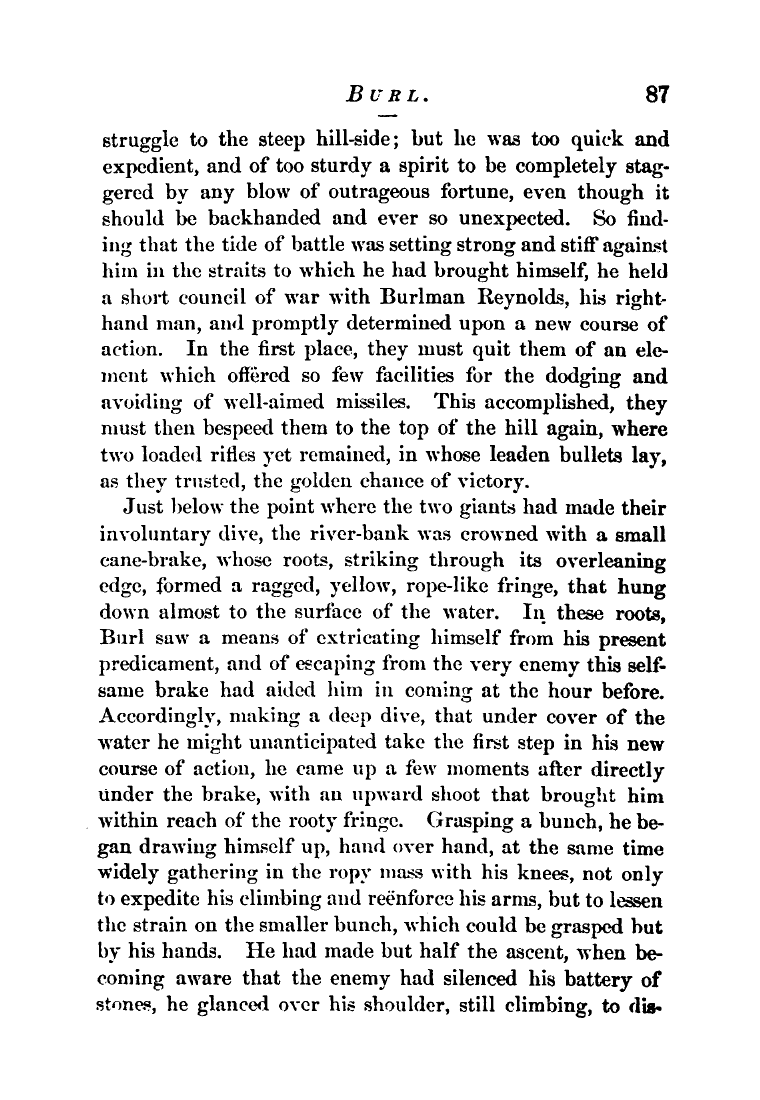 BURL. 87
struggle to the steep hill-side; but he was too quick and
expedient, and of too sturdy a spirit to be completely stag-
gered by any blow of outrageous fortune, even though it
should be backhanded and ever so unexpected. So find-
ing that the tide of battle was setting strong and stiff against
him in the straits to which he had brought himself, he held
a short council of war with Burlman Reynolds, his right-
hand man, and promptly determined upon a new course of
action. In the first place, they must quit them of an ele-
ment which offered so few facilities for the dodging and
avoiding of well-aimed missiles. This accomplished, they
must then bespeed them to the top of the hill again, where
two loaded rifles yet remained, in whose leaden bullets lay,
as they trusted, the golden chance of victory.
Just below the point where the two giants had made their
involuntary dive, the river-bank was crowned with a small
cane-brake, whose roots, striking through its overleaning
edge, formed a ragged, yellow, rope-like fringe, that hung
down almost to the surface of the water. In these roots,
Burl saw a means of extricating himself from his present
predicament, and of escaping from the very enemy this self-
same brake had aided him in coming at the hour before.
Accordingly, making a deep dive, that under cover of the
water he might unanticipated take the first step in his new
course of action, he came up a few moments after directly
under the brake, with an upward shoot that brought him
within reach of the rooty fringe. Grasping a bunch, he be-
gan drawing himself up, hand over hand, at the same time
widely gathering in the ropy mass with his knees, not only
to expedite his climbing and reënforce his arms, but to lessen
the strain on the smaller bunch, which could be grasped but
by his hands. He had made but half the ascent, when be-
coming aware that the enemy had silenced his battery of
stones, he glanced over his shoulder, still climbing, to dis-